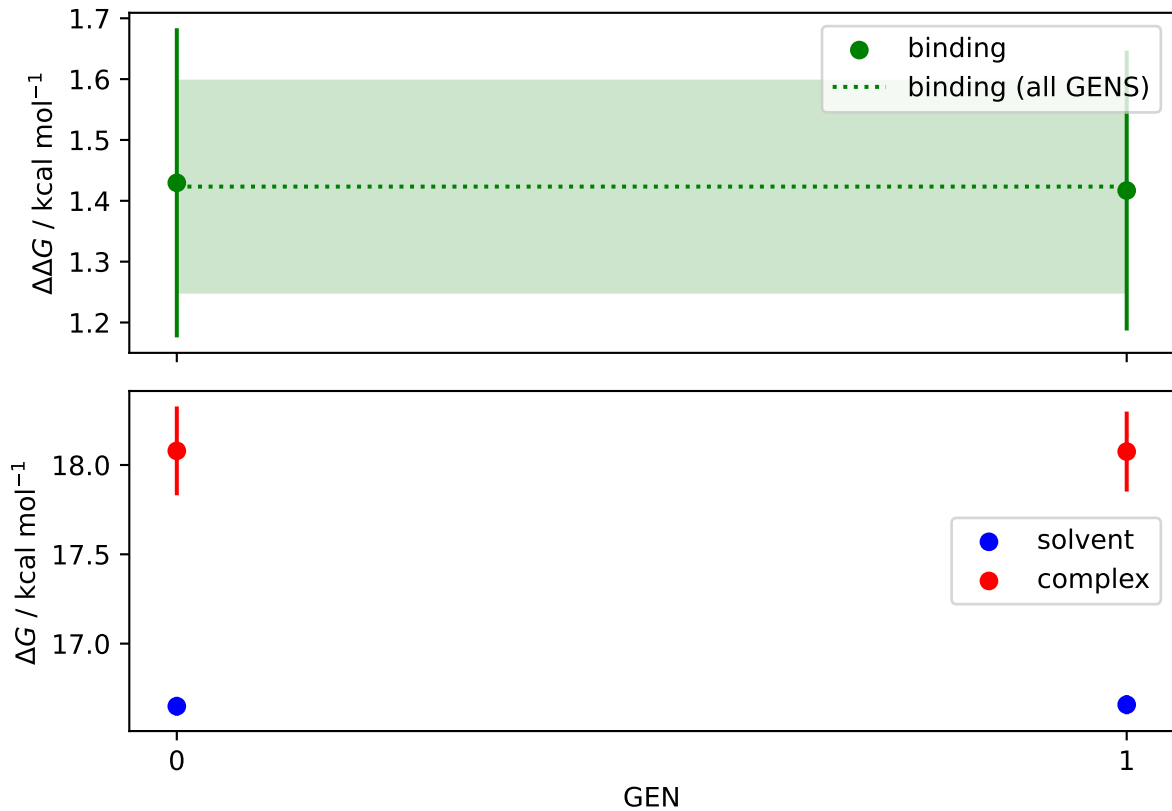 1.7
1.6
1.5
1.4
1.3
1.2
ΔΔG / kcal mol⁻¹
binding
binding (all GENS)
18.0
17.5
17.0
ΔG / kcal mol⁻¹
solvent
complex
0 1
GEN